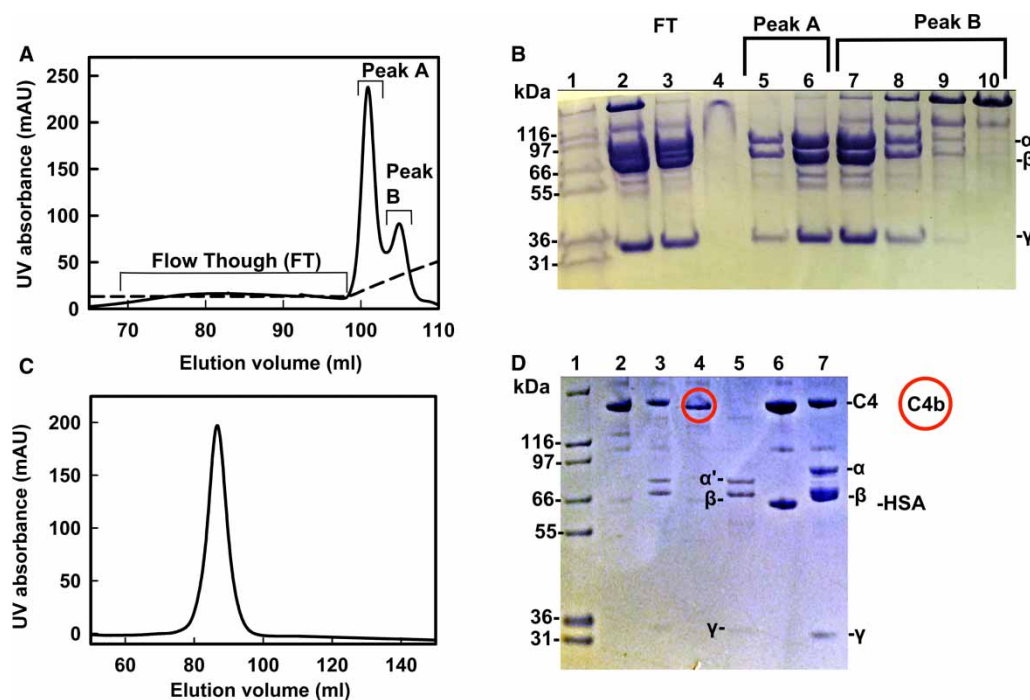 A
UV absorbance (mAU)
250
200
150
100
50
0
Peak A
Peak
B
Flow Though (FT)
70 80 90 100 110
Elution volume (ml)
B
FT Peak A Peak B
kDa 1 2 3 4 5 6 7 8 9 10
116-
97-
66-
55-
36-
31-
-α
-β
-γ
C
UV absorbance (mAU)
200
150
100
50
0
60 80 100 120 140
Elution volume (ml)
D
1 2 3 4 5 6 7
kDa
116-
97-
66-
55-
36-
31-
α'-
β-
γ-
-C4 C4b
-α
-β -HSA
-γ